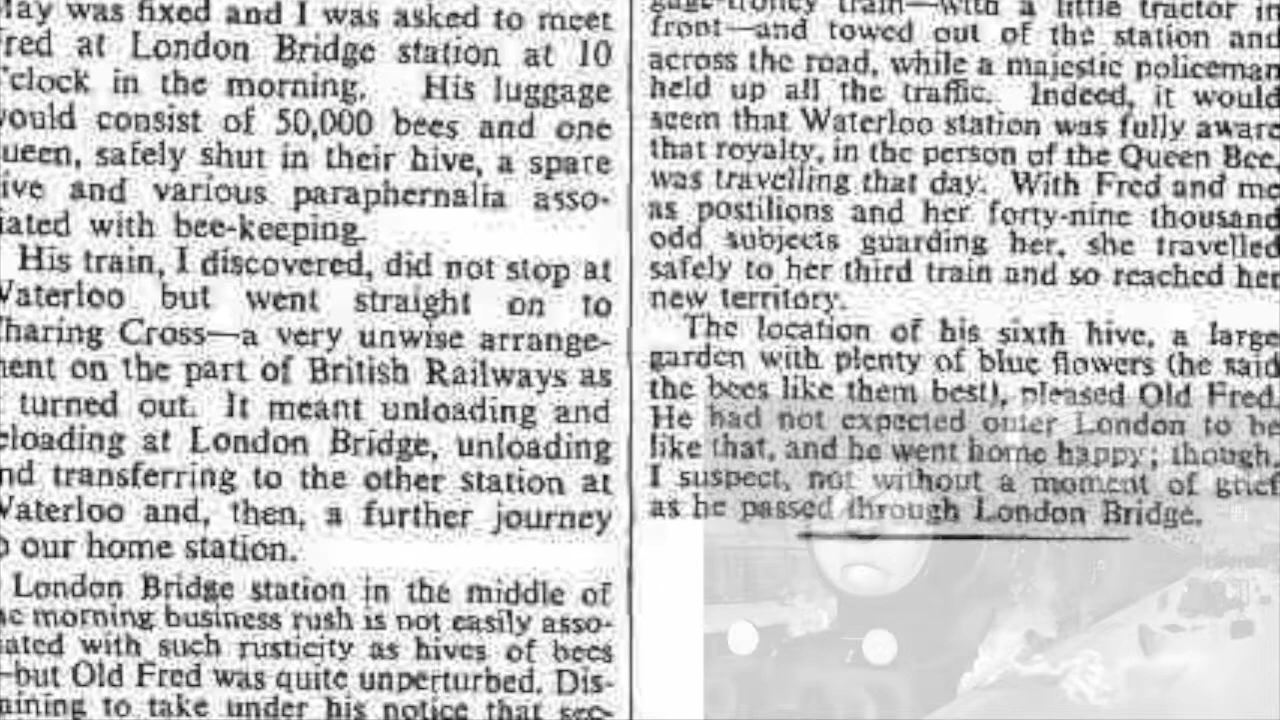 May was fixed and I was asked to meet
red at London Bridge station at 10
'clock in the morning. His luggage
ould consist of 50,000 bees and one
ueen, safely shut in their hive, a spare
ive and various paraphernalia asso-
iated with bee-keeping.
His train, I discovered, did not stop at
Waterloo but went straight on to
Charing Cross—a very unwise arrange-
ment on the part of British Railways as
turned out. It meant unloading and
eloading at London Bridge, unloading
nd transferring to the other station at
Waterloo and, then, a further journey
o our home station.
London Bridge station in the middle of
he morning business rush is not easily asso-
iated with such rusticity as hives of bees
—but Old Fred was quite unperturbed. Dis-
aining to take under his notice that sec-
gage-trolley train—with a little tractor in
front—and towed out of the station and
across the road, while a majestic policeman
held up all the traffic. Indeed, it would
seem that Waterloo station was fully aware
that royalty, in the person of the Queen Bee,
was travelling that day. With Fred and me
as postilions and her forty-nine thousand
odd subjects guarding her, she travelled
safely to her third train and so reached her
new territory.
The location of his sixth hive, a large
garden with plenty of blue flowers (he said
the bees like them best), pleased Old Fred.
He had not expected outer London to be
like that, and he went home happy; though,
I suspect, not without a moment of grief
as he passed through London Bridge.